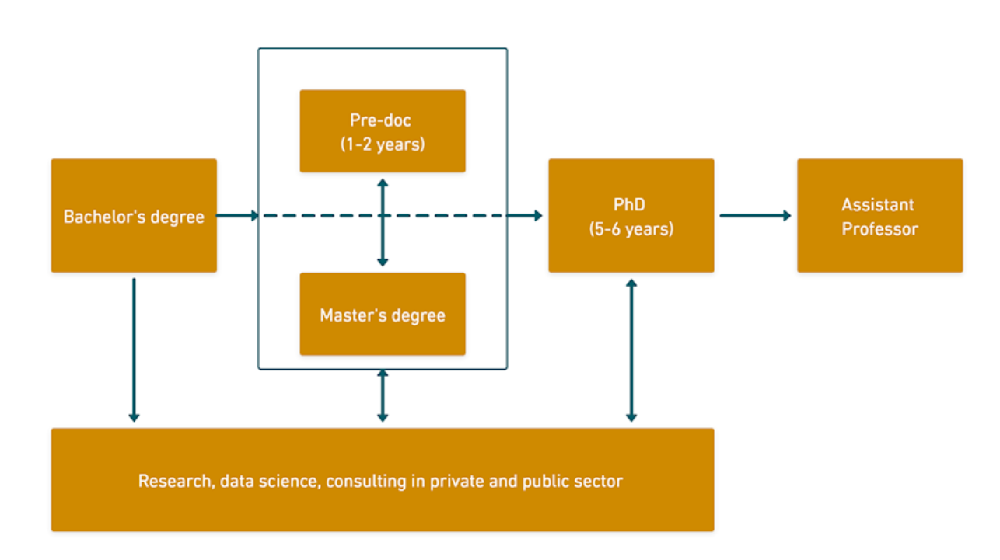 Pre-doc
(1-2 years)
Bachelor's degree
PhD
(5-6 years)
Assistant
Professor
Master's degree
Research, data science, consulting in private and public sector